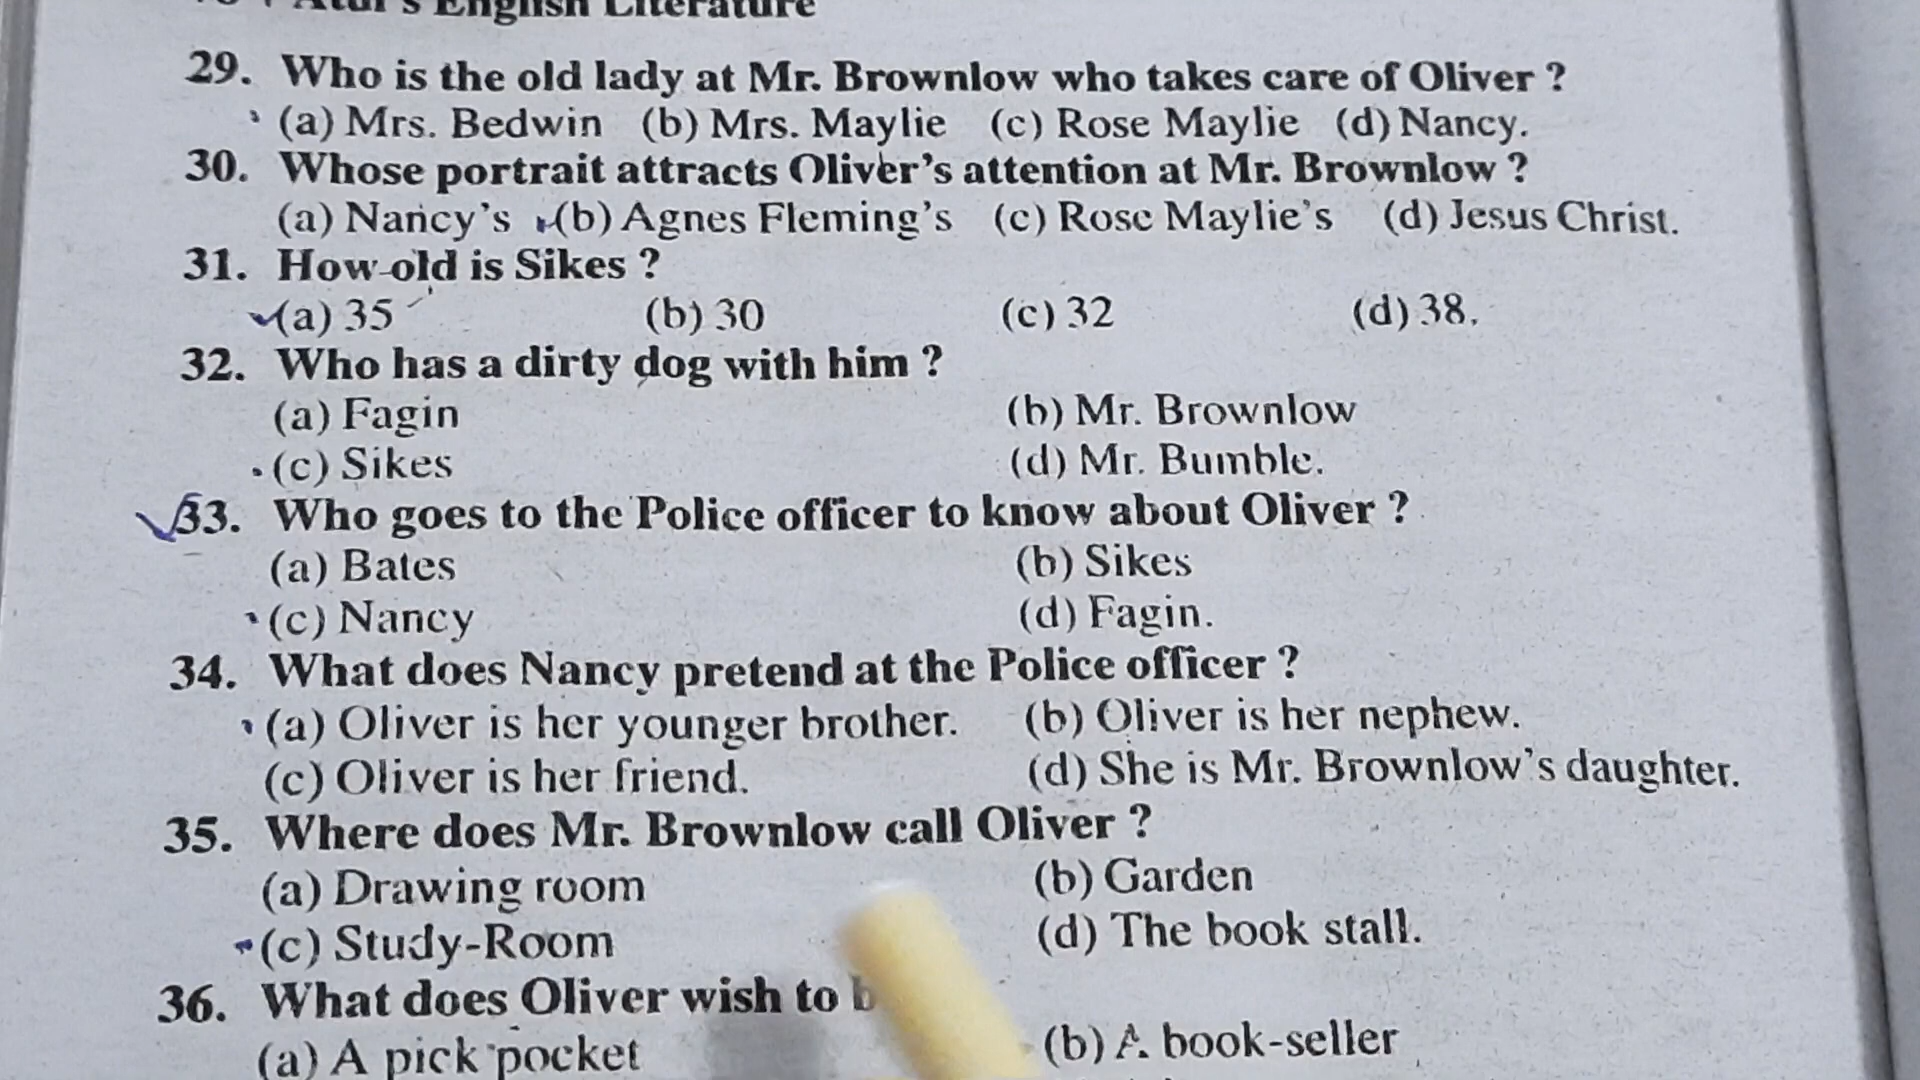 Atul's English Literature
29. Who is the old lady at Mr. Brownlow who takes care of Oliver ?
(a) Mrs. Bedwin (b) Mrs. Maylie (c) Rose Maylie (d) Nancy.
30. Whose portrait attracts Oliver's attention at Mr. Brownlow ?
(a) Nancy's (b) Agnes Fleming's (c) Rose Maylie's (d) Jesus Christ.
31. How old is Sikes ?
(a) 35 (b) 30 (c) 32 (d) 38.
32. Who has a dirty dog with him ?
(a) Fagin (b) Mr. Brownlow
(c) Sikes (d) Mr. Bumble.
33. Who goes to the Police officer to know about Oliver ?
(a) Bates (b) Sikes
(c) Nancy (d) Fagin.
34. What does Nancy pretend at the Police officer ?
(a) Oliver is her younger brother. (b) Oliver is her nephew.
(c) Oliver is her friend. (d) She is Mr. Brownlow's daughter.
35. Where does Mr. Brownlow call Oliver ?
(a) Drawing room (b) Garden
(c) Study-Room (d) The book stall.
36. What does Oliver wish to
(a) A pick pocket (b) A book-seller